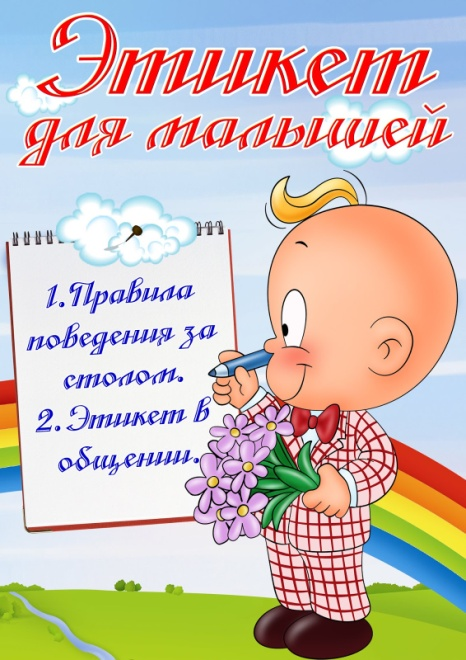 Этикет
для малышей
1. Правила
поведения за
столом.
2. Этикет в
общении.